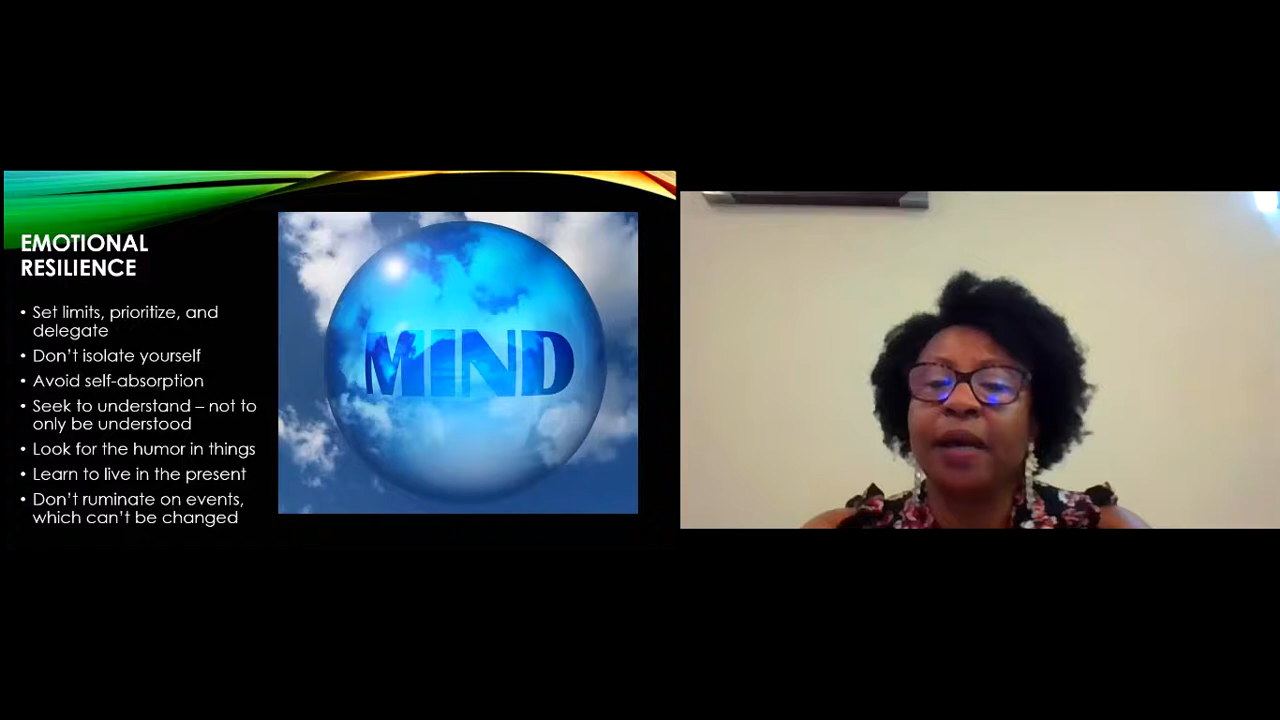 EMOTIONAL
RESILIENCE
• Set limits, prioritize, and
delegate
• Don't isolate yourself
• Avoid self-absorption
• Seek to understand – not to
only be understood
• Look for the humor in things
• Learn to live in the present
• Don't ruminate on events,
which can't be changed
MIND